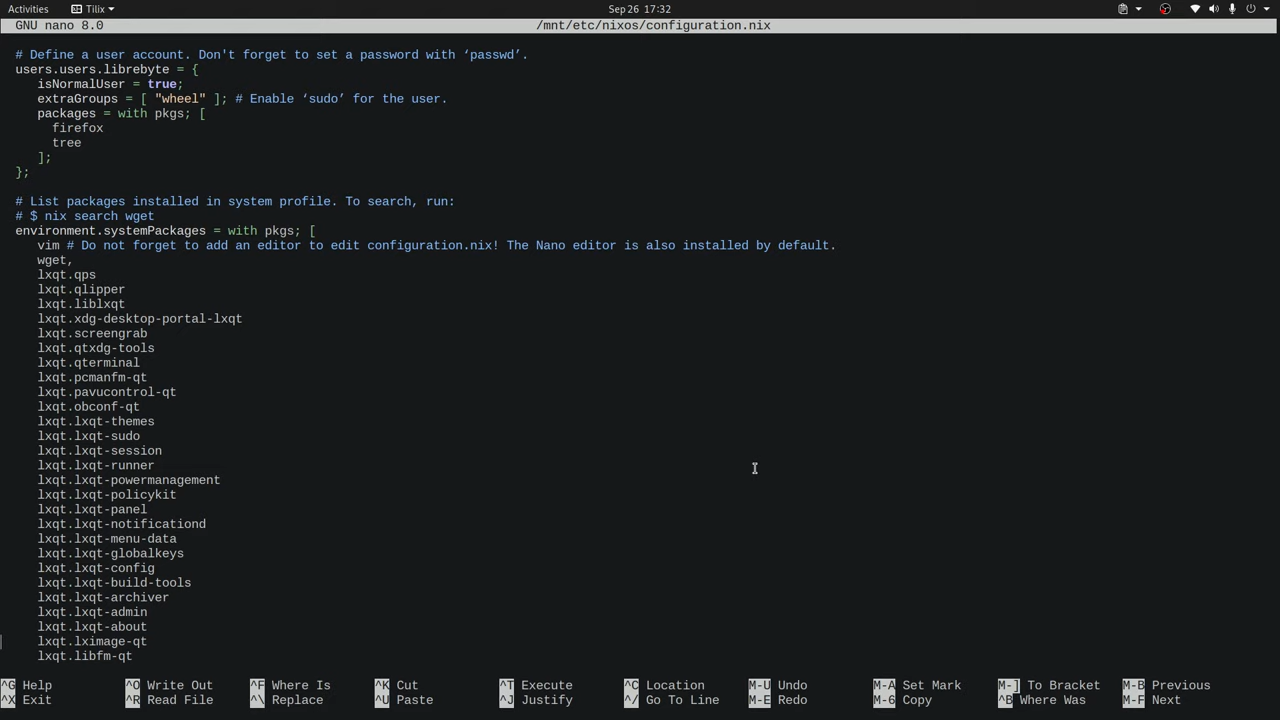 Activities Tilix Sep 26 17:32
GNU nano 8.0 /mnt/etc/nixos/configuration.nix
# Define a user account. Don't forget to set a password with ‘passwd’.
users.users.librebyte = {
isNormalUser = true;
extraGroups = [ "wheel" ]; # Enable ‘sudo’ for the user.
packages = with pkgs; [
firefox
tree
];
};
# List packages installed in system profile. To search, run:
# $ nix search wget
environment.systemPackages = with pkgs; [
vim # Do not forget to add an editor to edit configuration.nix! The Nano editor is also installed by default.
wget,
lxqt.qps
lxqt.qlipper
lxqt.liblxqt
lxqt.xdg-desktop-portal-lxqt
lxqt.screengrab
lxqt.qtxdg-tools
lxqt.qterminal
lxqt.pcmanfm-qt
lxqt.pavucontrol-qt
lxqt.obconf-qt
lxqt.lxqt-themes
lxqt.lxqt-sudo
lxqt.lxqt-session
lxqt.lxqt-runner
lxqt.lxqt-powermanagement
lxqt.lxqt-policykit
lxqt.lxqt-panel
lxqt.lxqt-notificationd
lxqt.lxqt-menu-data
lxqt.lxqt-globalkeys
lxqt.lxqt-config
lxqt.lxqt-build-tools
lxqt.lxqt-archiver
lxqt.lxqt-admin
lxqt.lxqt-about
lxqt.lximage-qt
lxqt.libfm-qt
^G Help ^O Write Out ^F Where Is ^K Cut ^T Execute ^C Location M-U Undo M-A Set Mark M-] To Bracket M-B Previous
^X Exit ^R Read File ^\ Replace ^U Paste ^J Justify ^/ Go To Line M-E Redo M-6 Copy ^B Where Was M-F Next